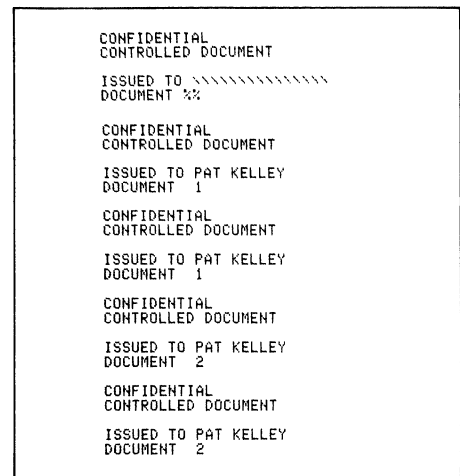 CONFIDENTIAL
CONTROLLED DOCUMENT
ISSUED TO \\\\\\\\\\\\\\\
DOCUMENT %%
CONFIDENTIAL
CONTROLLED DOCUMENT
ISSUED TO PAT KELLEY
DOCUMENT 1
CONFIDENTIAL
CONTROLLED DOCUMENT
ISSUED TO PAT KELLEY
DOCUMENT 1
CONFIDENTIAL
CONTROLLED DOCUMENT
ISSUED TO PAT KELLEY
DOCUMENT 2
CONFIDENTIAL
CONTROLLED DOCUMENT
ISSUED TO PAT KELLEY
DOCUMENT 2